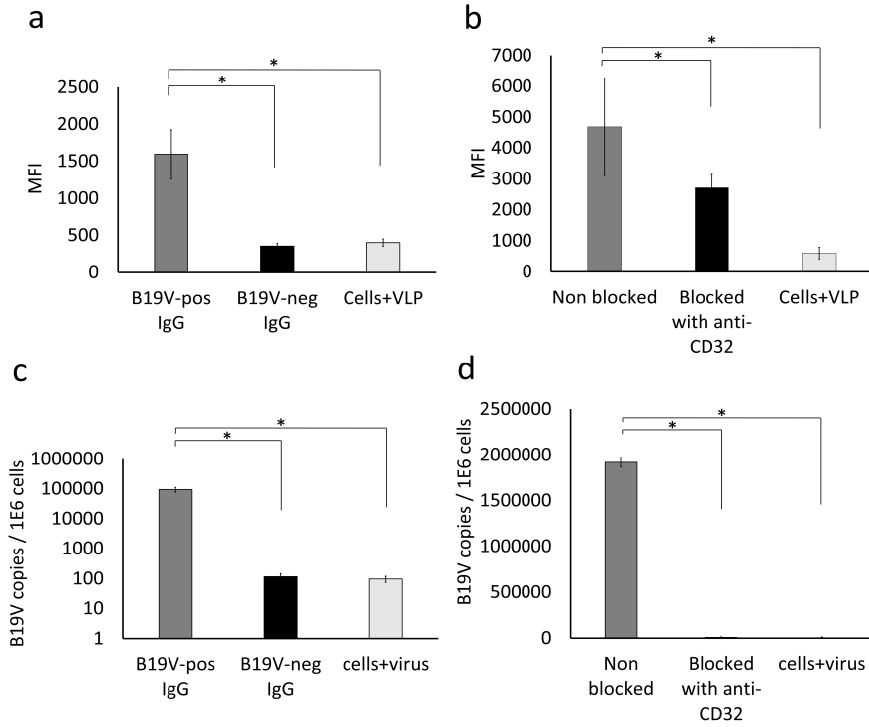 a
*
*
2500
2000
1500
1000
500
0
MFI
B19V-pos IgG
B19V-neg IgG
Cells+VLP
b
*
*
7000
6000
5000
4000
3000
2000
1000
0
MFI
Non blocked
Blocked with anti-CD32
Cells+VLP
c
*
*
1000000
100000
10000
1000
100
10
1
B19V copies / 1E6 cells
B19V-pos IgG
B19V-neg IgG
cells+virus
d
*
*
2500000
2000000
1500000
1000000
500000
0
B19V copies / 1E6 cells
Non blocked
Blocked with anti-CD32
cells+virus